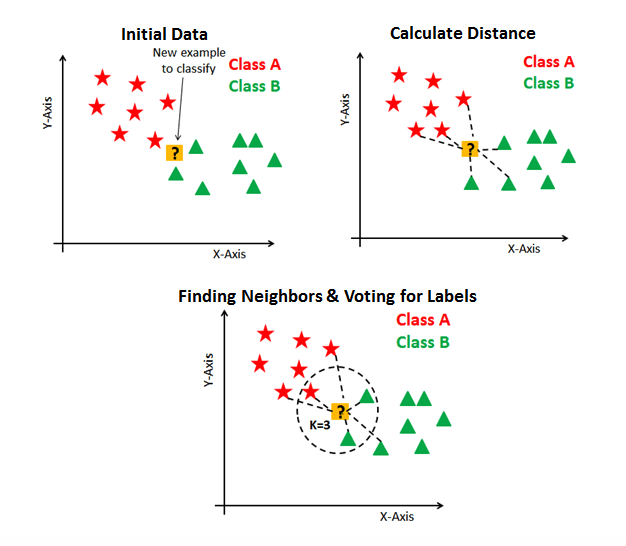 Initial Data
New example
to classify
Class A
Class B
Y-Axis
?
X-Axis
Calculate Distance
Class A
Class B
Y-Axis
?
X-Axis
Finding Neighbors & Voting for Labels
Class A
Class B
Y-Axis
?
K=3
X-Axis